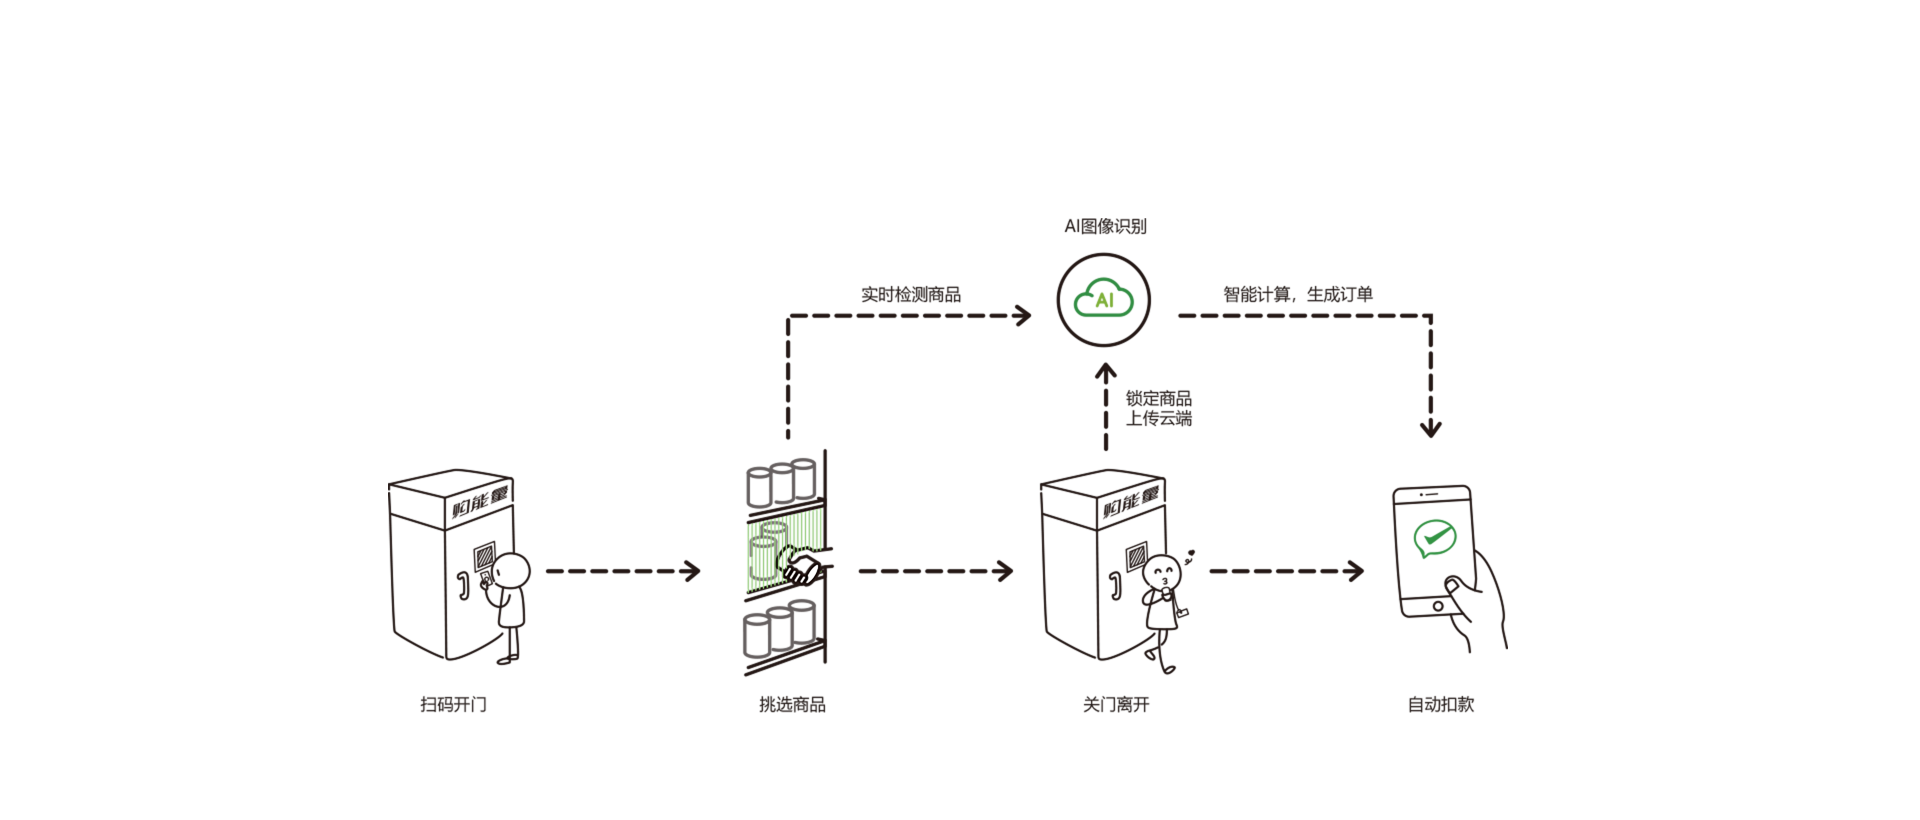 AI图像识别
实时检测商品
AI
智能计算，生成订单
锁定商品
上传云端
购能量
购能量
扫码开门
挑选商品
关门离开
自动扣款